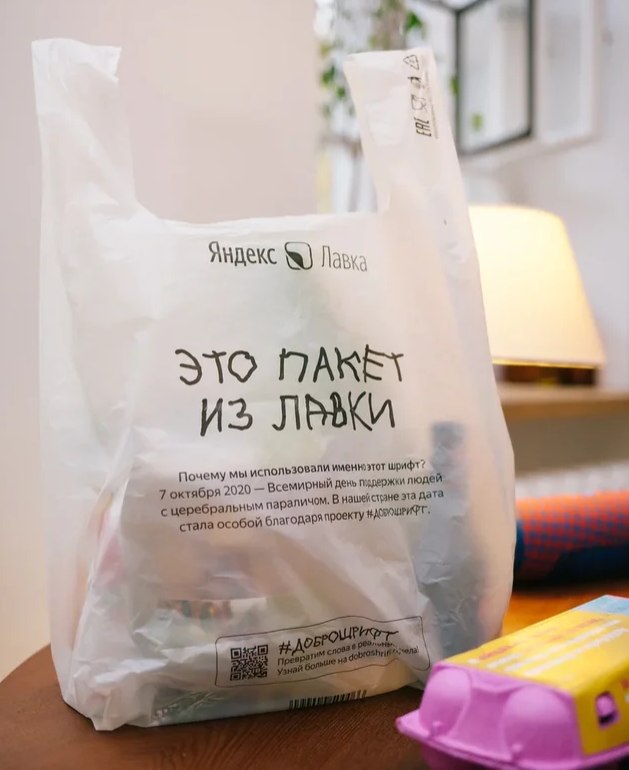 EAC
Яндекс Лавка
ЭТО ПАКЕТ
ИЗ ЛАВКИ
Почему мы использовали именно этот шрифт?
7 октября 2020 — Всемирный день поддержки людей
с церебральным параличом. В нашей стране эта дата
стала особой благодаря проекту #ДОБРОШРИФТ.
#ДОБРОШРИФТ
Превратим слова в
Узнай больше на